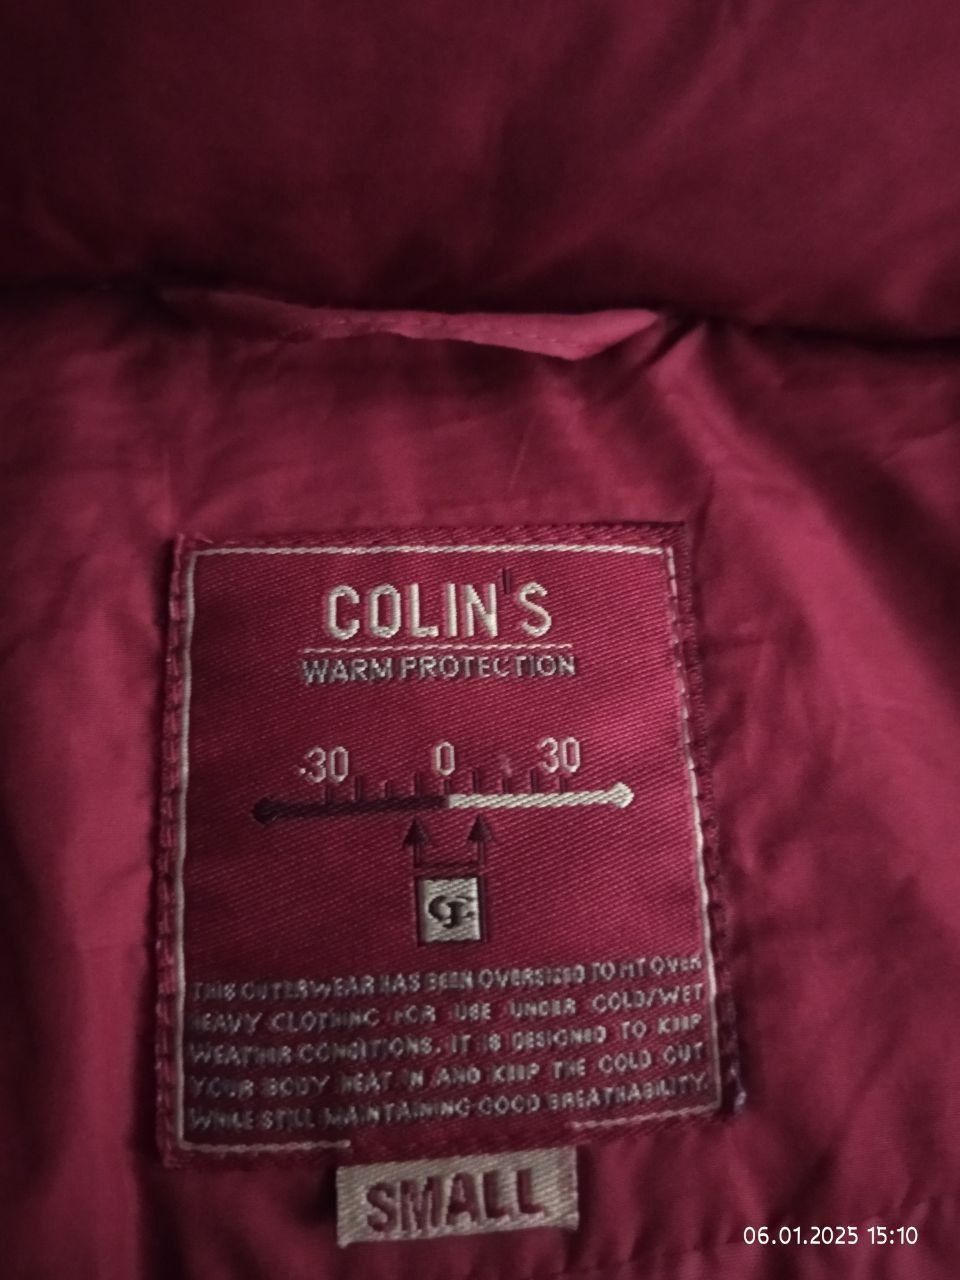 COLIN'S
WARM PROTECTION
-30 0 30
THIS OUTERWEAR HAS BEEN OVERSIZED TO FIT OVER
HEAVY CLOTHING FOR USE UNDER COLD/WET
WEATHER CONDITIONS. IT IS DESIGNED TO KEEP
YOUR BODY HEAT IN AND KEEP THE COLD OUT
WHILE STILL MAINTAINING GOOD BREATHABILITY.
SMALL
06.01.2025 15:10